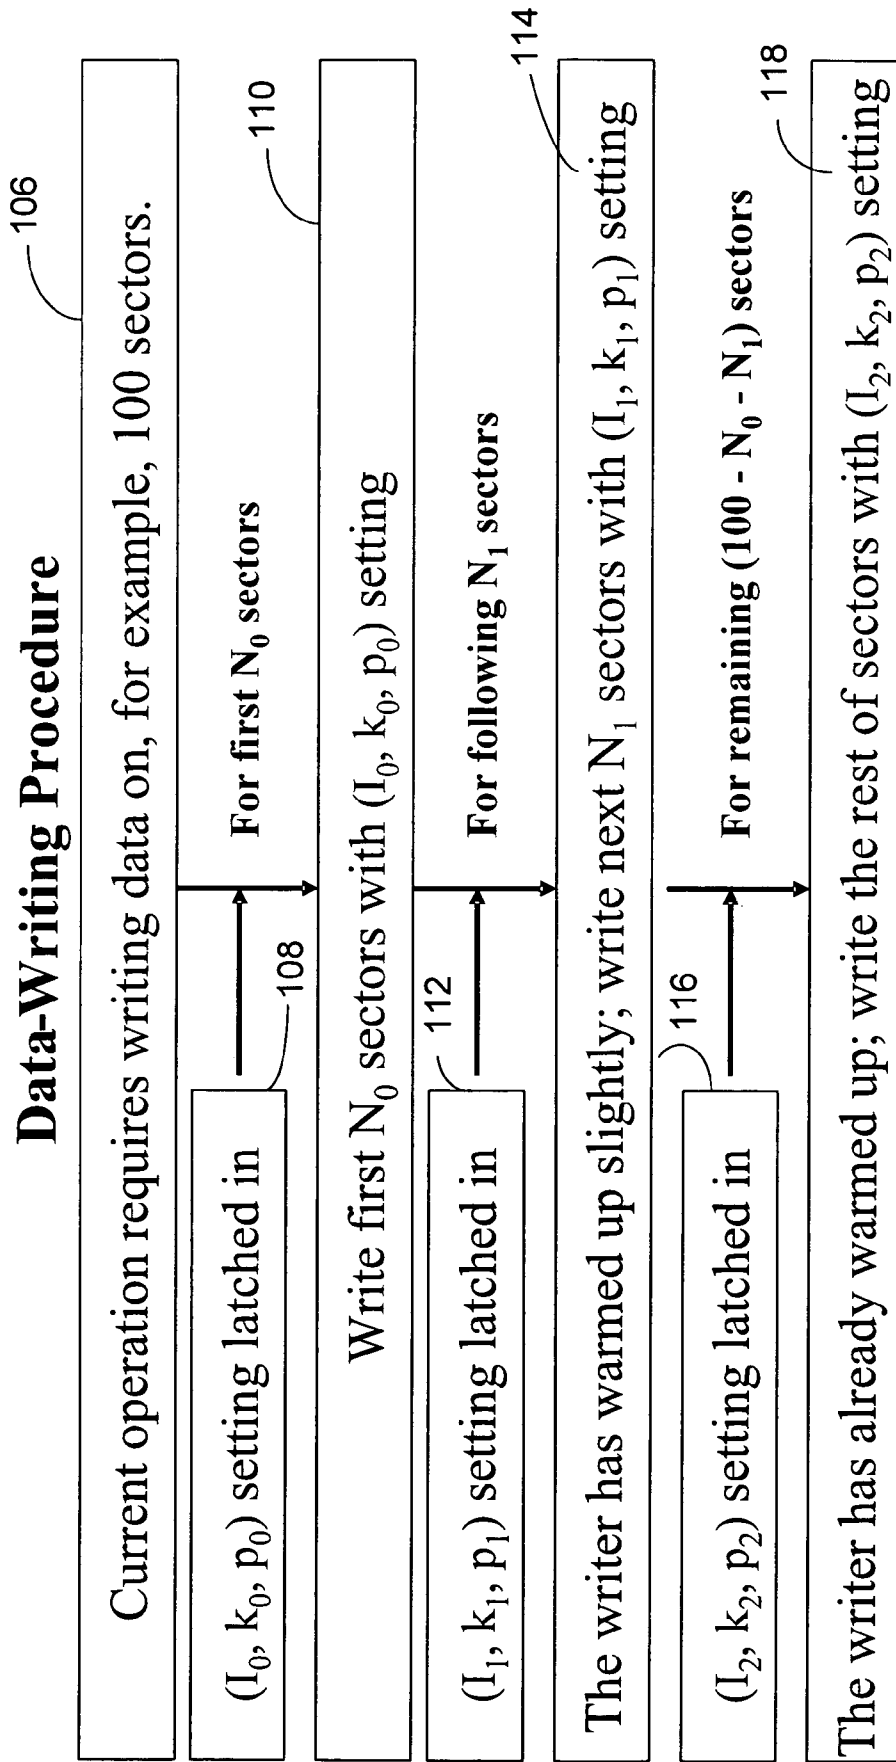 Data-Writing Procedure
106
Current operation requires writing data on, for example, 100 sectors.
(I₀, k₀, p₀) setting latched in
108
For first N₀ sectors
110
Write first N₀ sectors with (I₀, k₀, p₀) setting
(I₁, k₁, p₁) setting latched in
112
For following N₁ sectors
114
The writer has warmed up slightly; write next N₁ sectors with (I₁, k₁, p₁) setting
(I₂, k₂, p₂) setting latched in
116
For remaining (100 - N₀ - N₁) sectors
118
The writer has already warmed up; write the rest of sectors with (I₂, k₂, p₂) setting